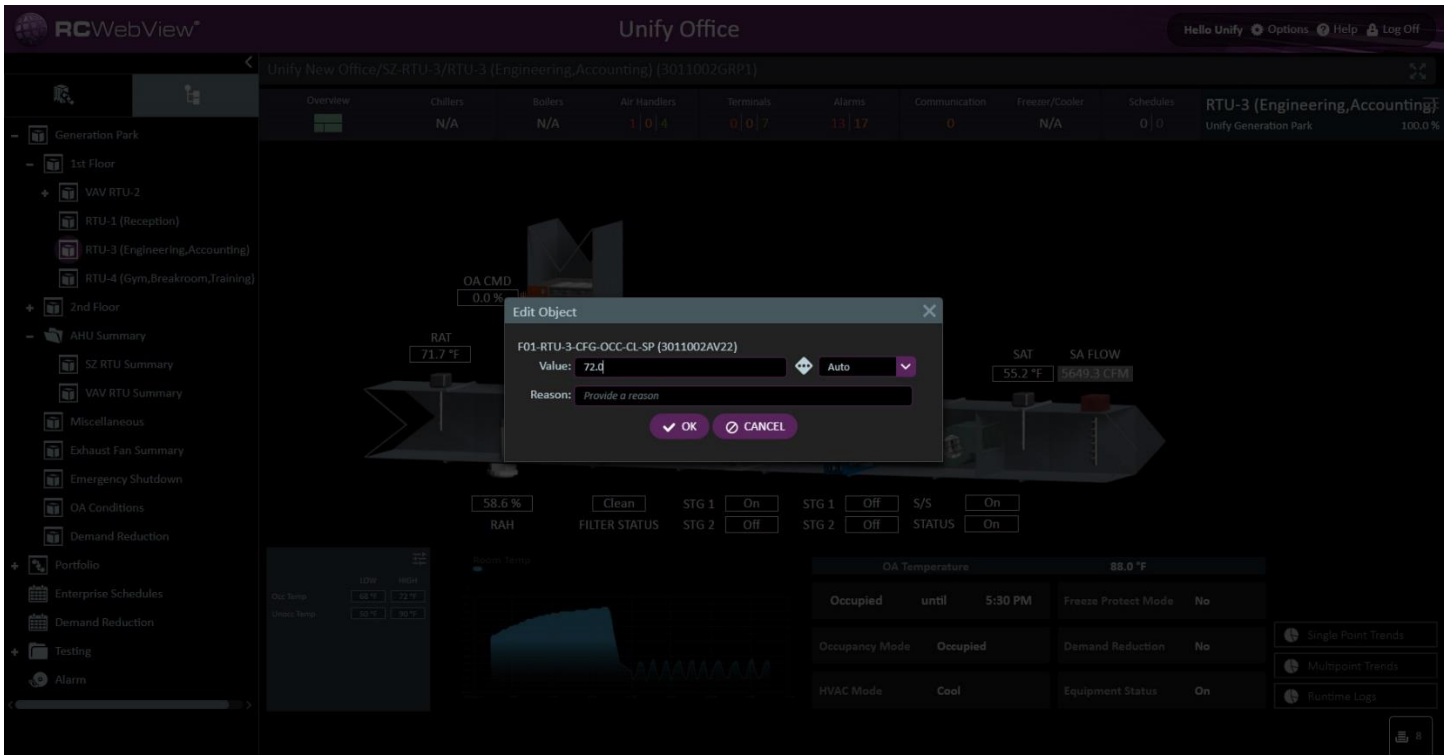 RCWebView®
Unify Office
Hello Unify Options Help Log Off
Unify New Office/SZ-RTU-3/RTU-3 (Engineering,Accounting) (3011002GRP1)
Overview Chillers Boilers Air Handlers Terminals Alarms Communication Freezer/Cooler Schedules
N/A N/A 1|0|4 0|0|7 13|17 0 N/A 0|0
RTU-3 (Engineering,Accounting)
Unify Generation Park 100.0 %
Generation Park
1st Floor
VAV RTU-2
RTU-1 (Reception)
RTU-3 (Engineering,Accounting)
RTU-4 (Gym,Breakroom,Training)
2nd Floor
AHU Summary
SZ RTU Summary
VAV RTU Summary
Miscellaneous
Exhaust Fan Summary
Emergency Shutdown
OA Conditions
Demand Reduction
Portfolio
Enterprise Schedules
Demand Reduction
Testing
Alarm
OA CMD
0.0 %
RAT
71.7 °F
Edit Object
F01-RTU-3-CFG-OCC-CL-SP (3011002AV22)
Value: 72.0 Auto
Reason: Provide a reason
OK CANCEL
SAT SA FLOW
55.2 °F 5649.3 CFM
58.6 % Clean STG 1 On STG 1 Off S/S On
RAH FILTER STATUS STG 2 Off STG 2 Off STATUS On
LOW HIGH
Occ Temp 68 °F 72 °F
Unocc Temp 90 °F
Room Temp
OA Temperature 88.0 °F
Occupied until 5:30 PM Freeze Protect Mode No
Occupancy Mode Occupied Demand Reduction No
HVAC Mode Cool Equipment Status On
Single Point Trends
Multipoint Trends
Runtime Logs